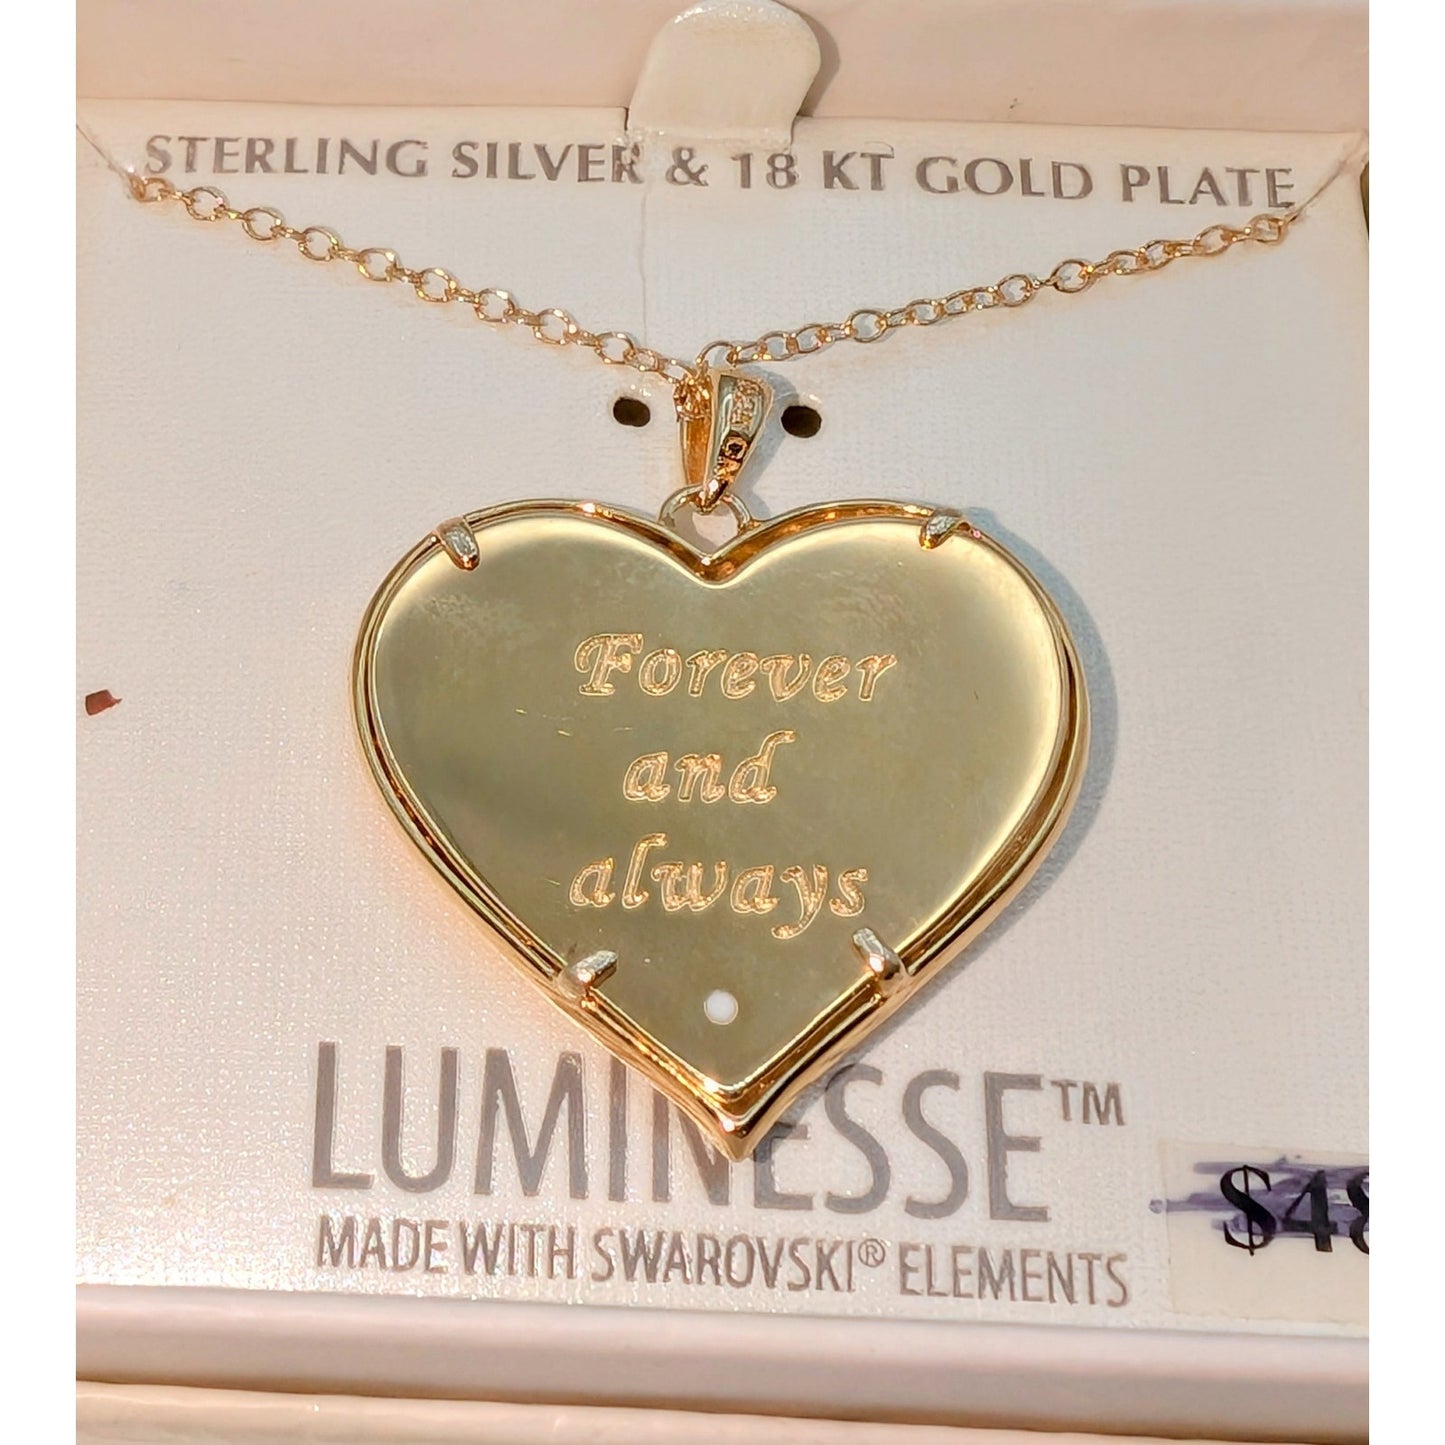 STERLING SILVER & 18 KT GOLD PLATE
Forever
and
always
LUMINESSE™
MADE WITH SWAROVSKI® ELEMENTS
$48